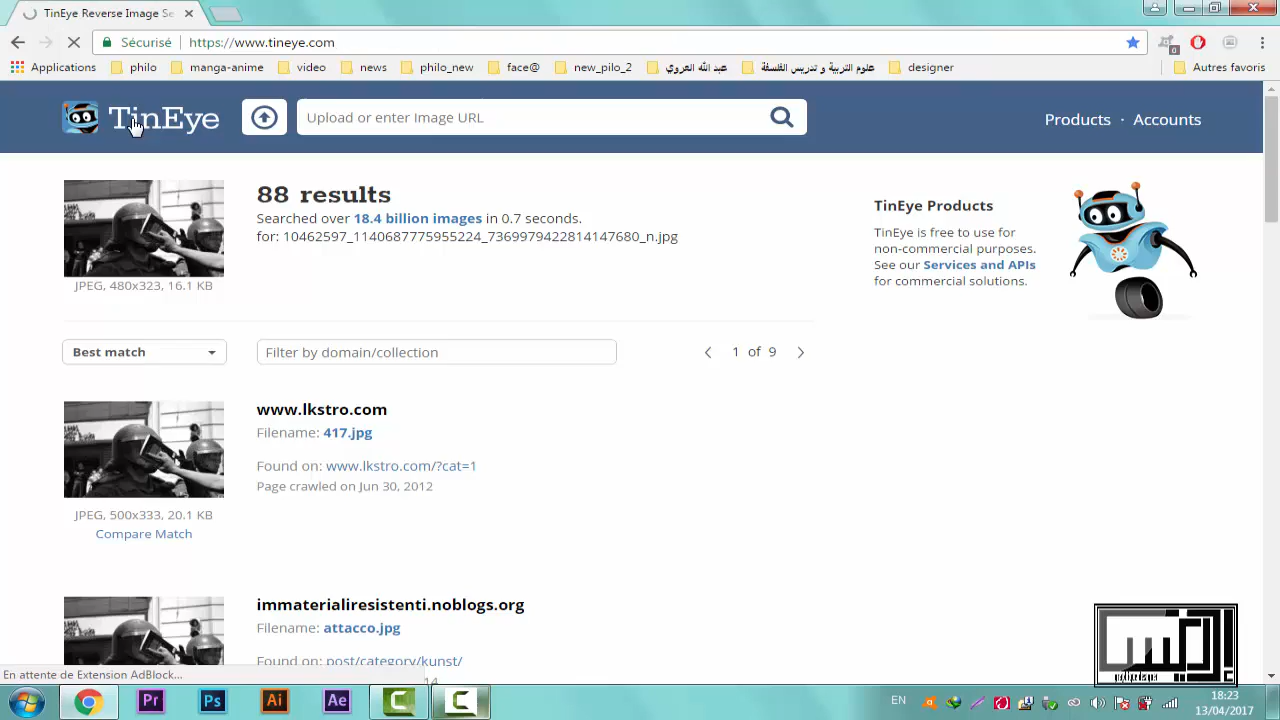 TinEye Reverse Image Se
Sécurisé
https://www.tineye.com
0
Applications
philo
manga-anime
video
news
philo_new
face@
new_pilo_2
عبد الله العروي
علوم التربية و تدريس الفلسفة
designer
Autres favoris
TinEye
Upload or enter Image URL
Products · Accounts
88 results
Searched over 18.4 billion images in 0.7 seconds.
for: 10462597_1140687775955224_7369979422814147680_n.jpg
JPEG, 480x323, 16.1 KB
TinEye Products
TinEye is free to use for
non-commercial purposes.
See our Services and APIs
for commercial solutions.
Best match
Filter by domain/collection
1 of 9
www.lkstro.com
Filename: 417.jpg
Found on: www.lkstro.com/?cat=1
Page crawled on Jun 30, 2012
JPEG, 500x333, 20.1 KB
Compare Match
immaterialiresistenti.noblogs.org
Filename: attacco.jpg
Found on: post/category/kunst/
14
En attente de Extension AdBlock...
Pr
Ps
Ai
Ae
EN
18:23
13/04/2017